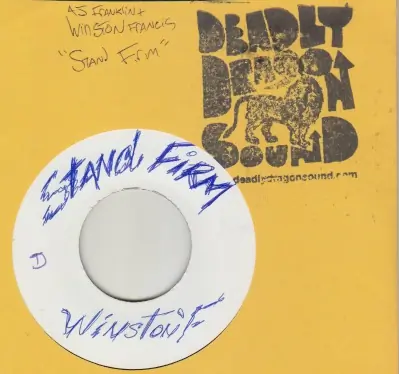 AJ FRANKLIN +
WINSTON FRANCIS
"STAND FIRM"
DEADLY
DRAGON
SOUND
deadlydragonsound.com
STAND FIRM
D
WINSTON F